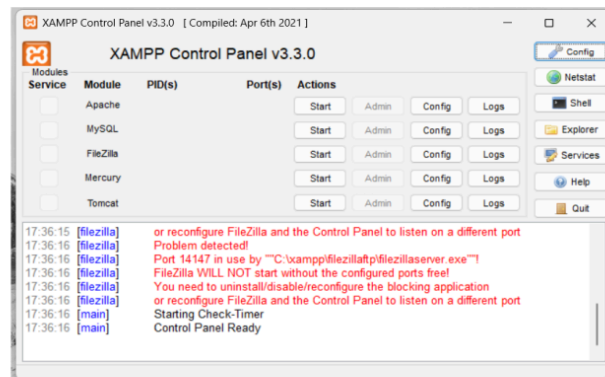 XAMPP Control Panel v3.3.0 [ Compiled: Apr 6th 2021 ]
XAMPP Control Panel v3.3.0
Config
Modules
Service Module PID(s) Port(s) Actions
Netstat
Apache Start Admin Config Logs
Shell
MySQL Start Admin Config Logs
Explorer
FileZilla Start Admin Config Logs
Services
Mercury Start Admin Config Logs
Help
Tomcat Start Admin Config Logs
Quit
17:36:15 [filezilla] or reconfigure FileZilla and the Control Panel to listen on a different port
17:36:16 [filezilla] Problem detected!
17:36:16 [filezilla] Port 14147 in use by ""C:\xampp\filezillaftp\filezillaserver.exe""!
17:36:16 [filezilla] FileZilla WILL NOT start without the configured ports free!
17:36:16 [filezilla] You need to uninstall/disable/reconfigure the blocking application
17:36:16 [filezilla] or reconfigure FileZilla and the Control Panel to listen on a different port
17:36:16 [main] Starting Check-Timer
17:36:16 [main] Control Panel Ready